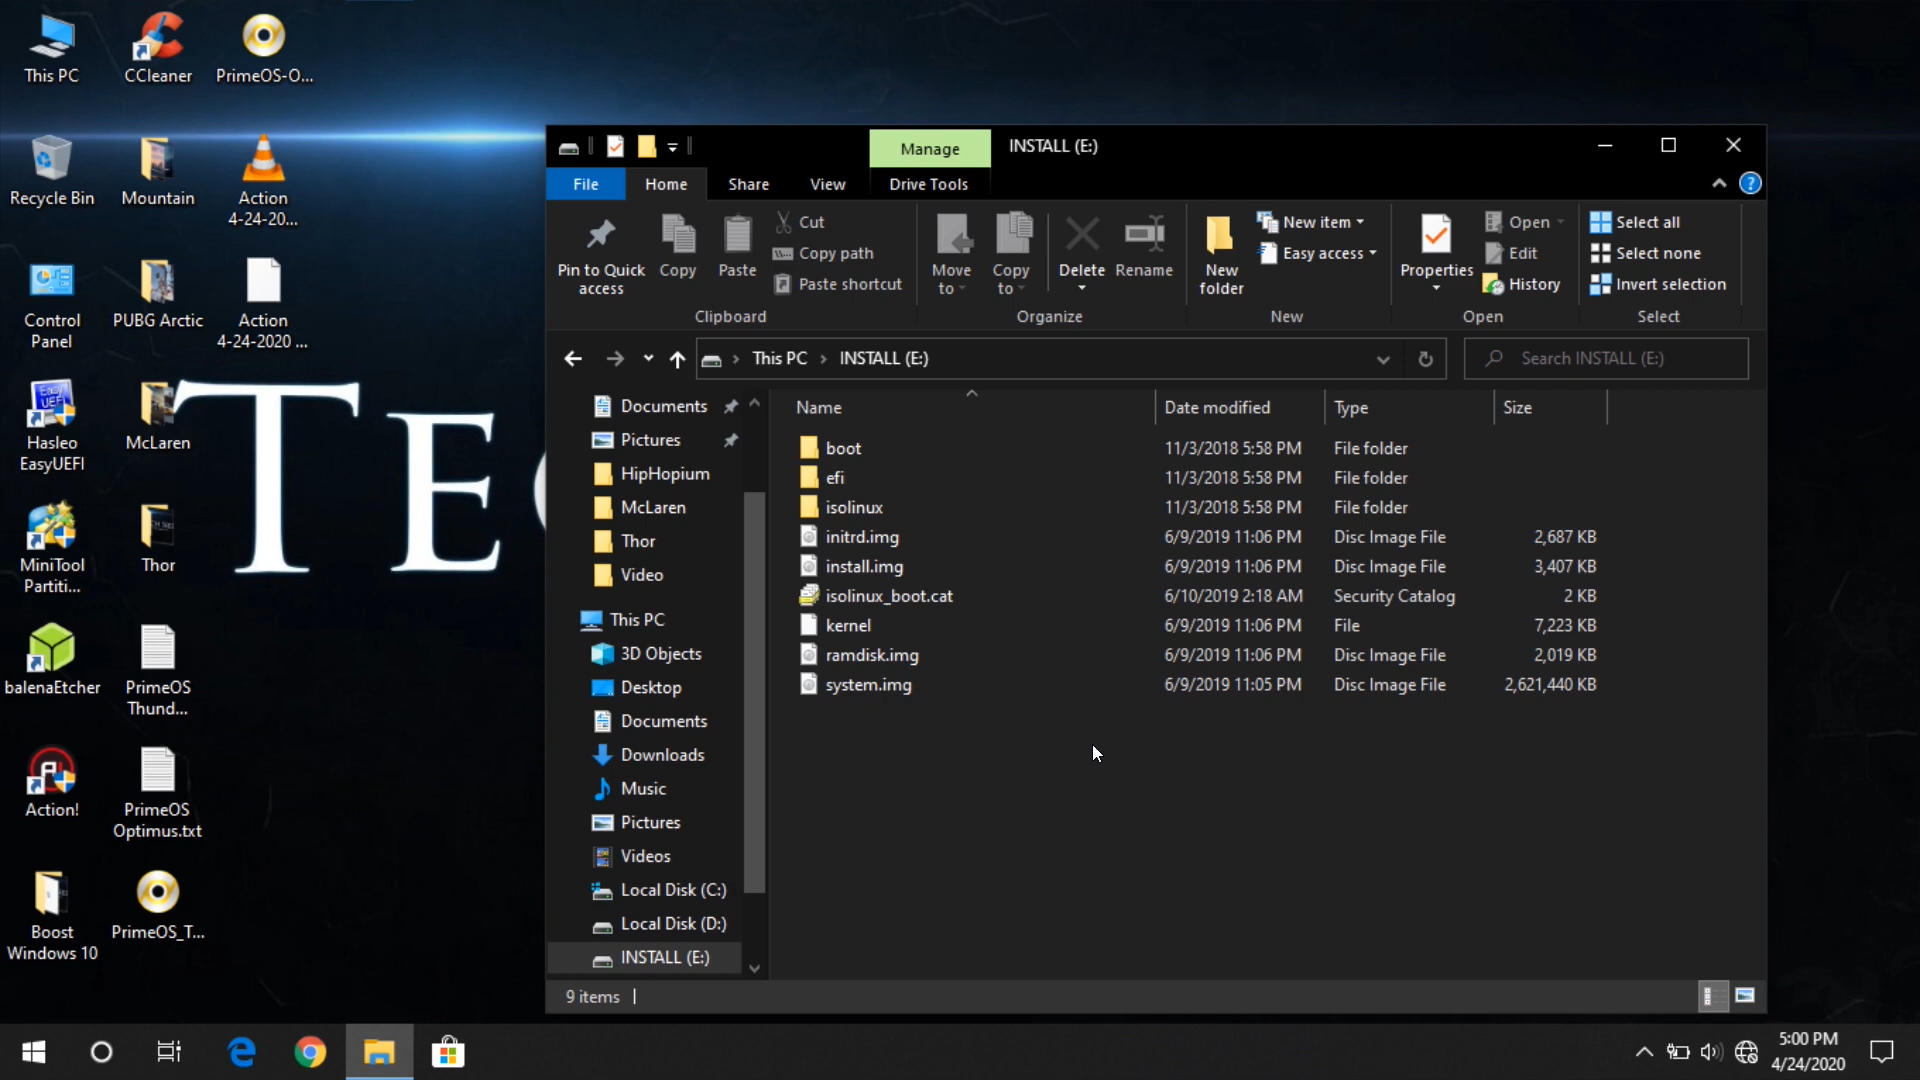 This PC
CCleaner
PrimeOS-O...
Recycle Bin
Mountain
Action
4-24-20...
Control
Panel
PUBG Arctic
Action
4-24-2020 ...
Hasleo
EasyUEFI
McLaren
MiniTool
Partiti...
Thor
balenaEtcher
PrimeOS
Thund...
Action!
PrimeOS
Optimus.txt
Boost
Windows 10
PrimeOS_T...
TE
Manage
INSTALL (E:)
File
Home
Share
View
Drive Tools
Pin to Quick
access
Copy
Paste
Cut
Copy path
Paste shortcut
Clipboard
Move
to
Copy
to
Delete
Rename
Organize
New
folder
New item
Easy access
New
Properties
Open
Edit
History
Open
Select all
Select none
Invert selection
Select
This PC
INSTALL (E:)
Search INSTALL (E:)
Documents
Pictures
HipHopium
McLaren
Thor
Video
This PC
3D Objects
Desktop
Documents
Downloads
Music
Pictures
Videos
Local Disk (C:)
Local Disk (D:)
INSTALL (E:)
Name Date modified Type Size
boot 11/3/2018 5:58 PM File folder
efi 11/3/2018 5:58 PM File folder
isolinux 11/3/2018 5:58 PM File folder
initrd.img 6/9/2019 11:06 PM Disc Image File 2,687 KB
install.img 6/9/2019 11:06 PM Disc Image File 3,407 KB
isolinux_boot.cat 6/10/2019 2:18 AM Security Catalog 2 KB
kernel 6/9/2019 11:06 PM File 7,223 KB
ramdisk.img 6/9/2019 11:06 PM Disc Image File 2,019 KB
system.img 6/9/2019 11:05 PM Disc Image File 2,621,440 KB
9 items
5:00 PM
4/24/2020